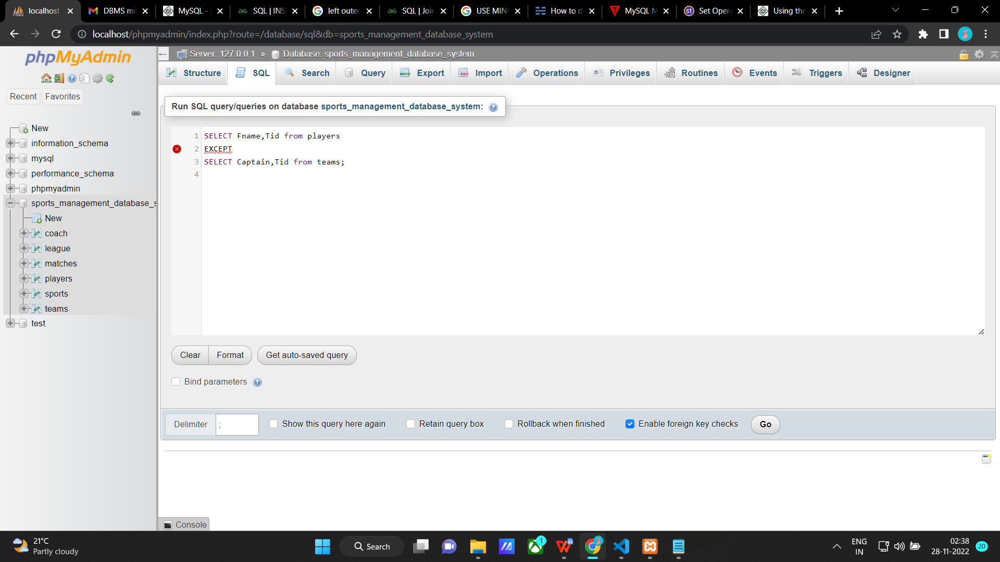 localhost
DBMS mi
MySQL -
SQL | INS
left outer
SQL | Join
USE MINU
How to d
MySQL M
Set Oper
Using the
localhost/phpmyadmin/index.php?route=/database/sql&db=sports_management_database_system
phpMyAdmin
Recent Favorites
New
information_schema
mysql
performance_schema
phpmyadmin
sports_management_database_s
New
coach
league
matches
players
sports
teams
test
Server: 127.0.0.1 » Database: sports_management_database_system
Structure SQL Search Query Export Import Operations Privileges Routines Events Triggers Designer
Run SQL query/queries on database sports_management_database_system:
1 SELECT Fname,Tid from players
2 EXCEPT
3 SELECT Captain,Tid from teams;
4
Clear Format Get auto-saved query
Bind parameters
Delimiter ; Show this query here again Retain query box Rollback when finished Enable foreign key checks Go
Console
21°C
Partly cloudy
Search
1
ENG
IN
02:38
28-11-2022
20